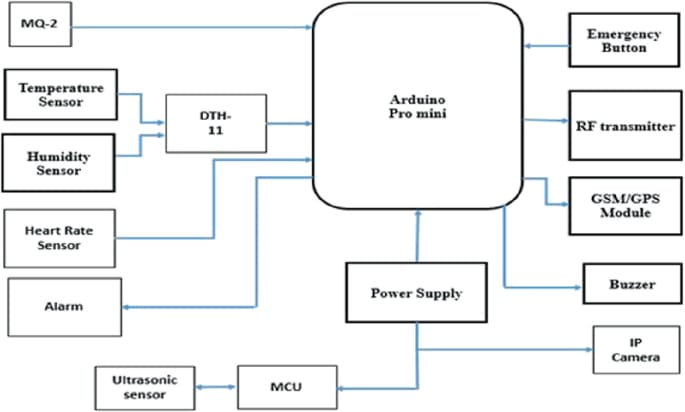 MQ-2
Temperature
Sensor
Humidity
Sensor
DTH-
11
Heart Rate
Sensor
Alarm
Ultrasonic
sensor
MCU
Arduino
Pro mini
Power Supply
Emergency
Button
RF transmitter
GSM/GPS
Module
Buzzer
IP
Camera